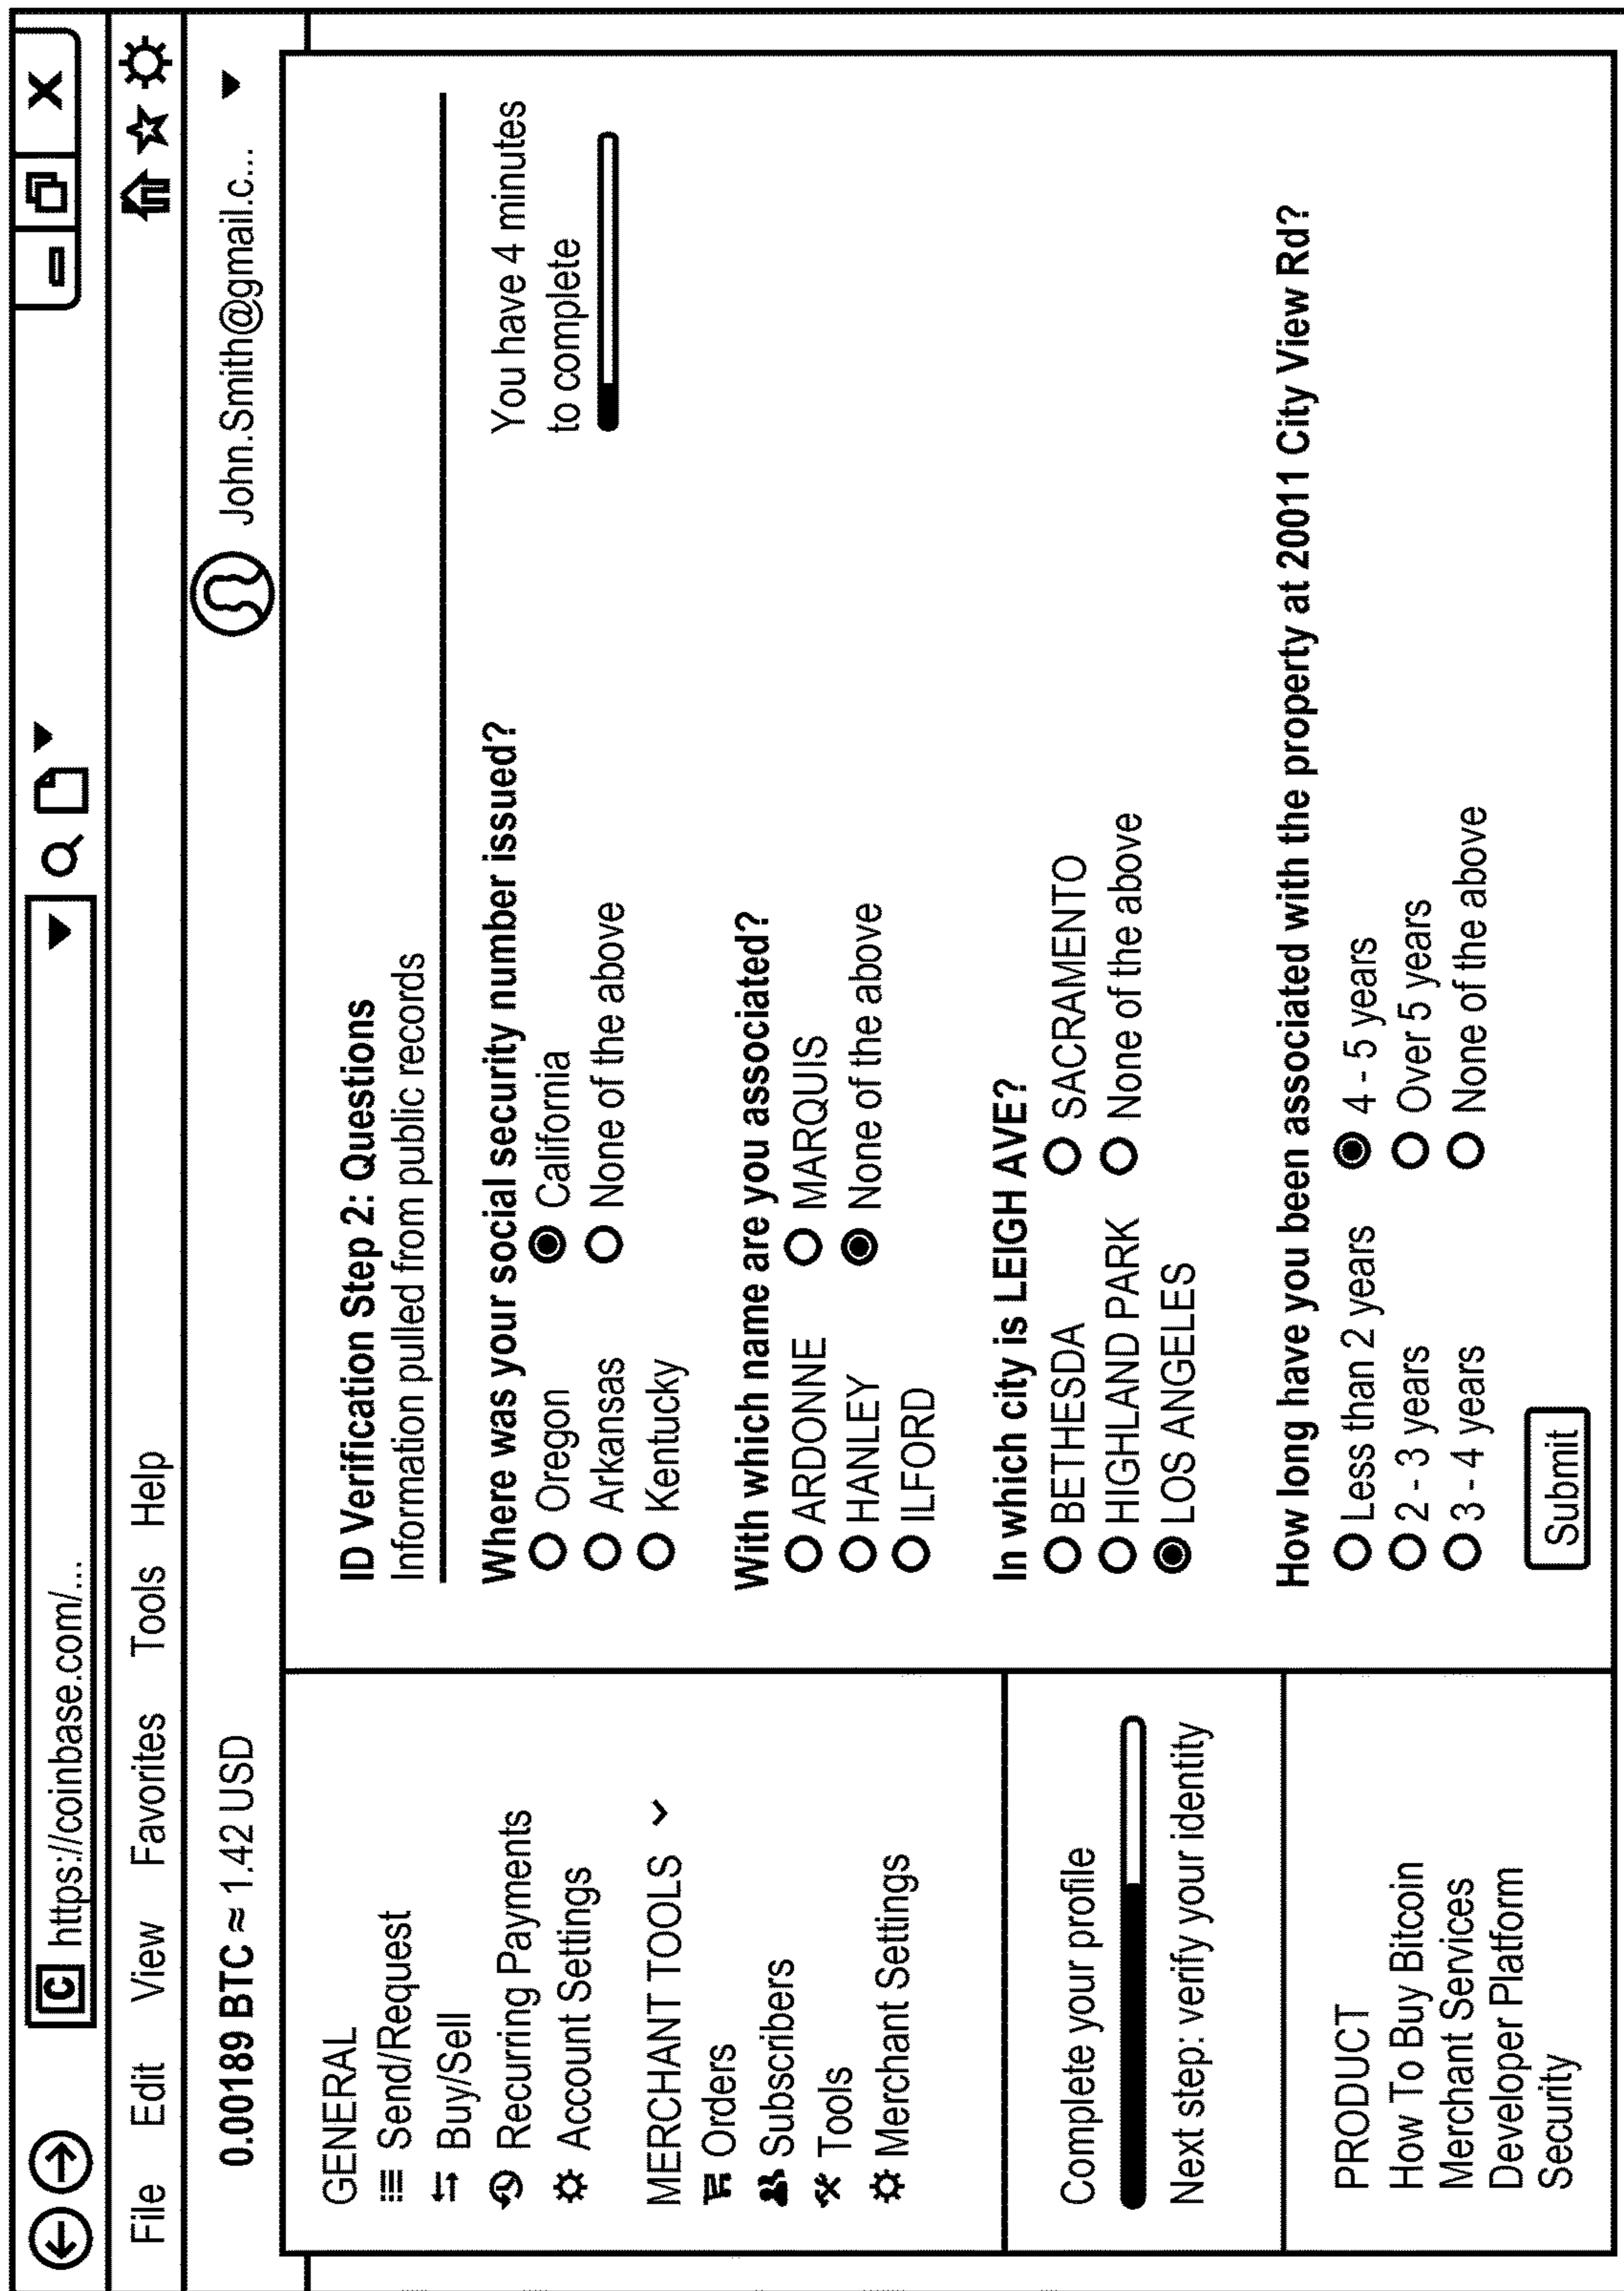 C https://coinbase.com/...
X
File Edit View Favorites Tools Help
0.00189 BTC ≈ 1.42 USD
John.Smith@gmail.c...
GENERAL
Send/Request
Buy/Sell
Recurring Payments
Account Settings
MERCHANT TOOLS
Orders
Subscribers
Tools
Merchant Settings
Complete your profile
Next step: verify your identity
PRODUCT
How To Buy Bitcoin
Merchant Services
Developer Platform
Security
ID Verification Step 2: Questions
Information pulled from public records
You have 4 minutes
to complete
Where was your social security number issued?
Oregon California
Arkansas None of the above
Kentucky
With which name are you associated?
ARDONNE MARQUIS
HANLEY None of the above
ILFORD
In which city is LEIGH AVE?
BETHESDA SACRAMENTO
HIGHLAND PARK None of the above
LOS ANGELES
How long have you been associated with the property at 20011 City View Rd?
Less than 2 years 4 - 5 years
2 - 3 years Over 5 years
3 - 4 years None of the above
Submit